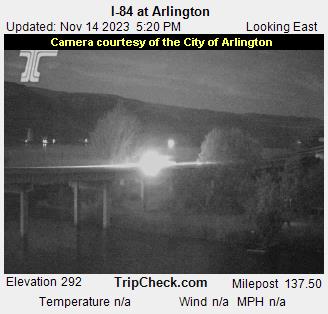 I-84 at Arlington
Updated: Nov 14 2023 5:20 PM Looking East
Camera courtesy of the City of Arlington
Elevation 292 TripCheck.com Milepost 137.50
Temperature n/a Wind n/a MPH n/a